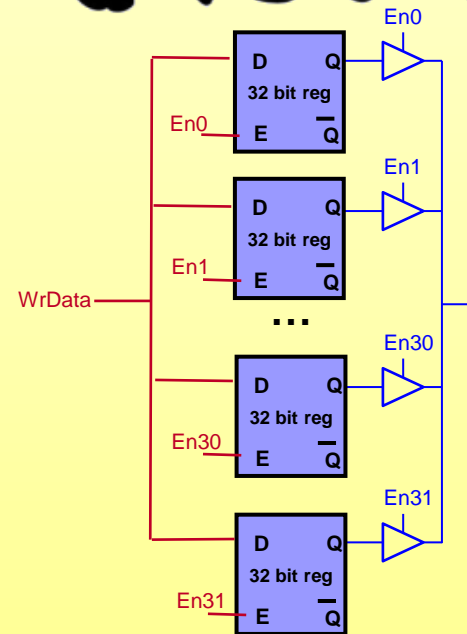 En0
D Q
32 bit reg
En0
E Q
En1
D Q
32 bit reg
En1
E Q
WrData
...
En30
D Q
32 bit reg
En30
E Q
En31
D Q
32 bit reg
En31
E Q